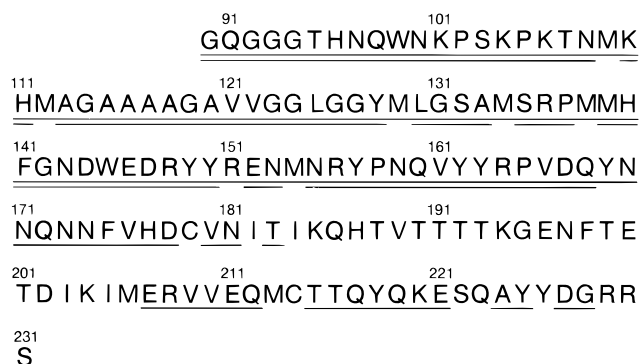 91 101
GQGGGTHNQWNKPSKPKTNMK
111 121 131
HMAGAAAAGAVVGGLGGYMLGSAMSRPMMH
141 151 161
FGNDWEDRYYRENMNRYPNQVYYRPVDQYN
171 181 191
NQNNFVHDCVNITIKQHTVTTTTKGENFTE
201 211 221
TDIKIMERVVEQMCTTQYQKESQAYYDGRR
231
S